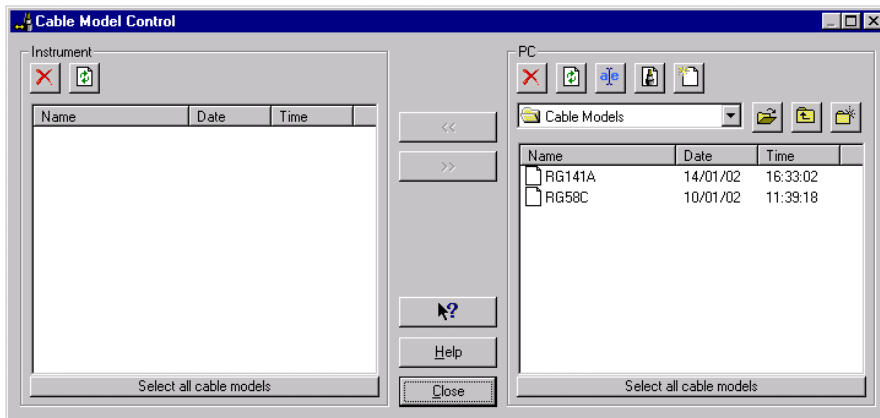 Cable Model Control
Instrument
Name Date Time
Select all cable models
<<
>>
?
Help
Close
PC
a e
Cable Models
Name Date Time
RG141A 14/01/02 16:33:02
RG58C 10/01/02 11:39:18
Select all cable models